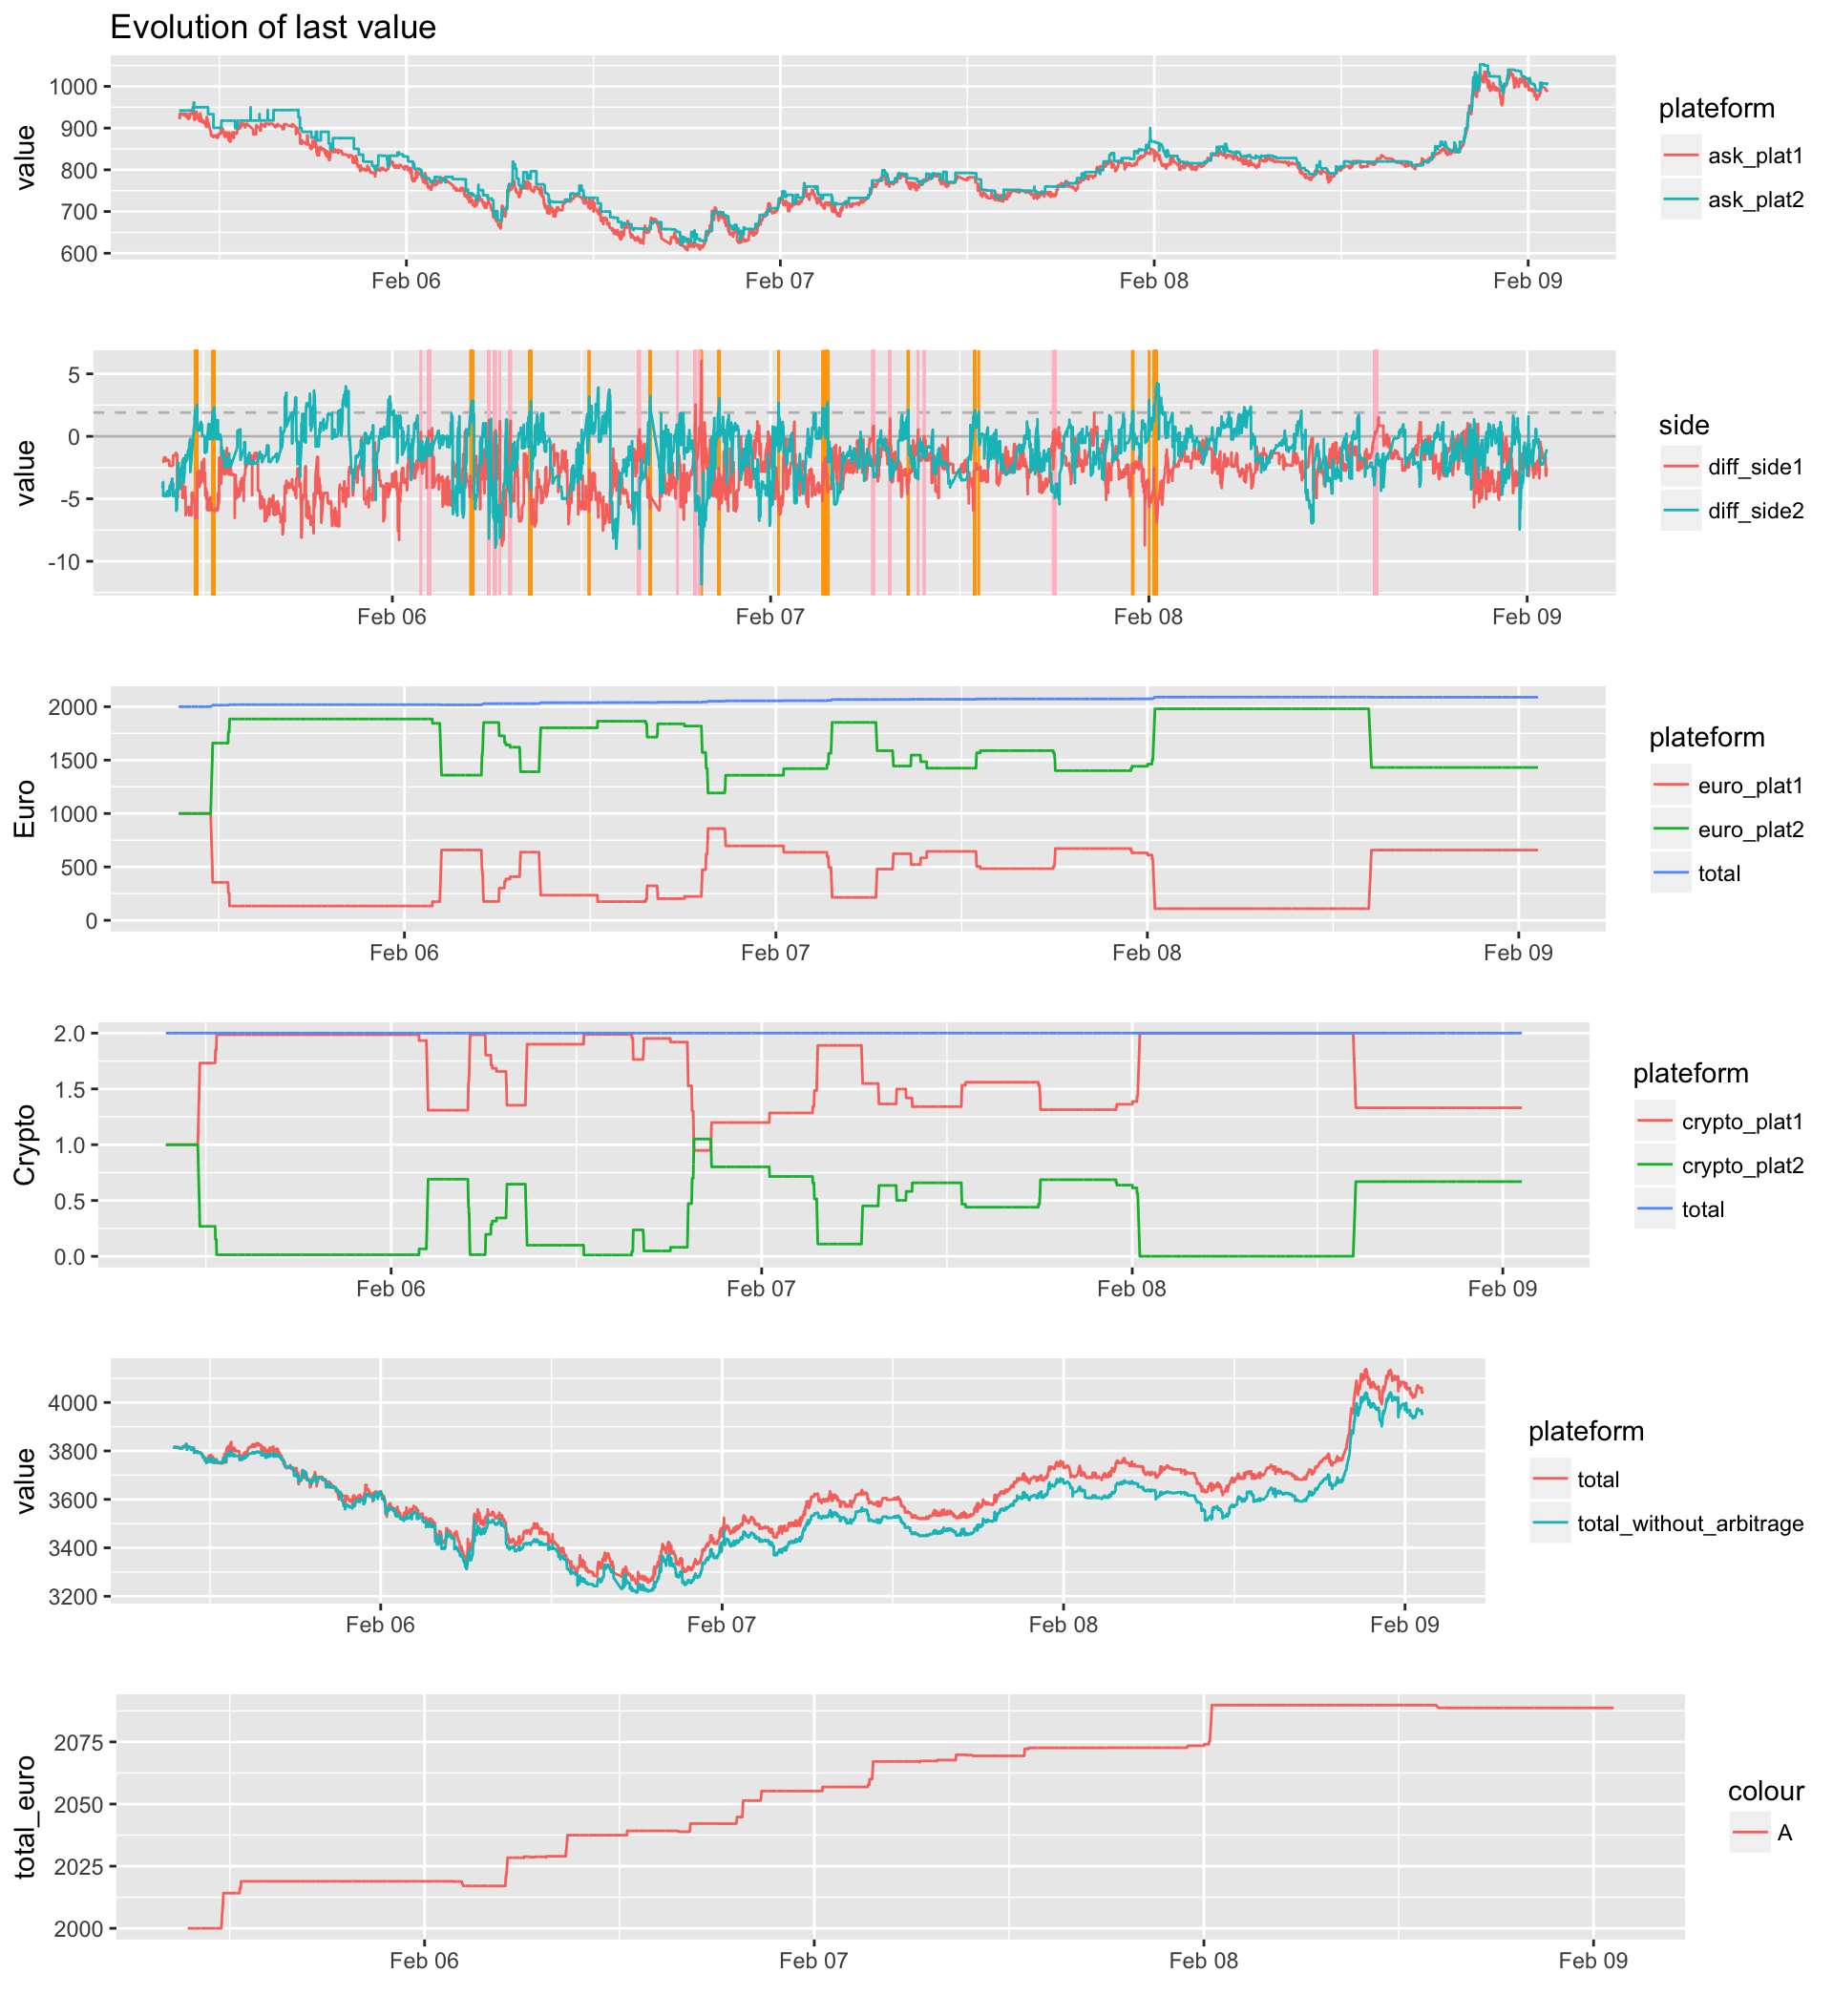 Evolution of last value
value
1000
900
800
700
600
Feb 06 Feb 07 Feb 08 Feb 09
plateform
ask_plat1
ask_plat2
value
5
0
-5
-10
Feb 06 Feb 07 Feb 08 Feb 09
side
diff_side1
diff_side2
Euro
2000
1500
1000
500
0
Feb 06 Feb 07 Feb 08 Feb 09
plateform
euro_plat1
euro_plat2
total
Crypto
2.0
1.5
1.0
0.5
0.0
Feb 06 Feb 07 Feb 08 Feb 09
plateform
crypto_plat1
crypto_plat2
total
value
4000
3800
3600
3400
3200
Feb 06 Feb 07 Feb 08 Feb 09
plateform
total
total_without_arbitrage
total_euro
2075
2050
2025
2000
Feb 06 Feb 07 Feb 08 Feb 09
colour
A